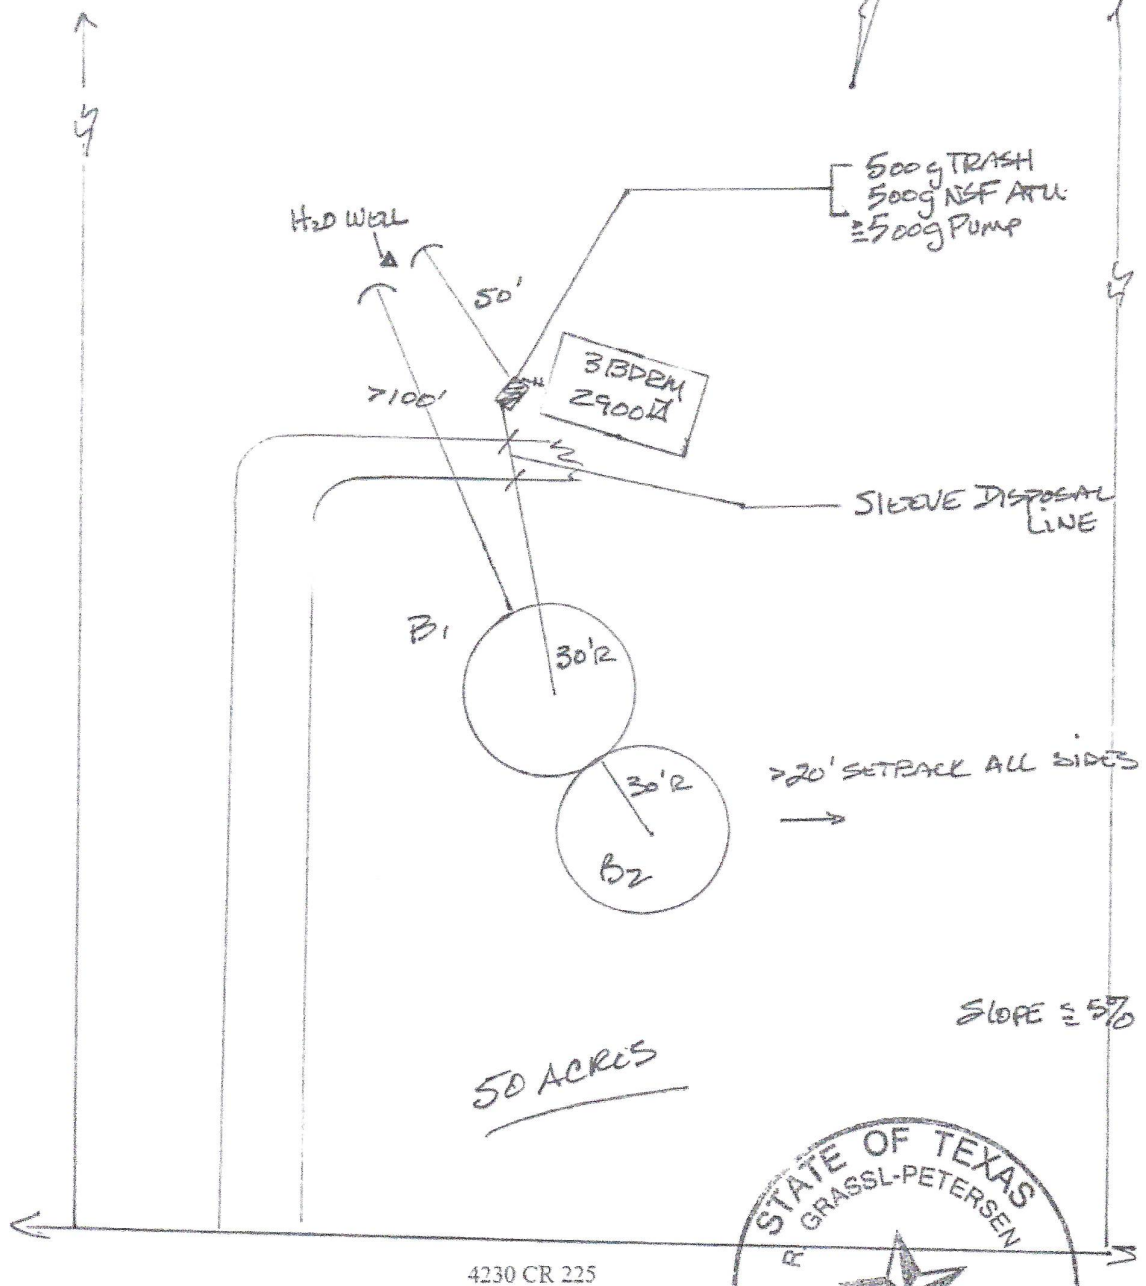 500g TRASH
500g NSF ATU
≥500g PUMP
H2O WELL
50'
3 BDRM
2900
>100'
SLEEVE DISPOSAL
LINE
B1
30'R
>20' SETBACK ALL SIDES
30'R
B2
SLOPE ≅ 5%
50 ACRES
STATE OF TEXAS
R GRASSL-PETERSEN
4230 CR 225